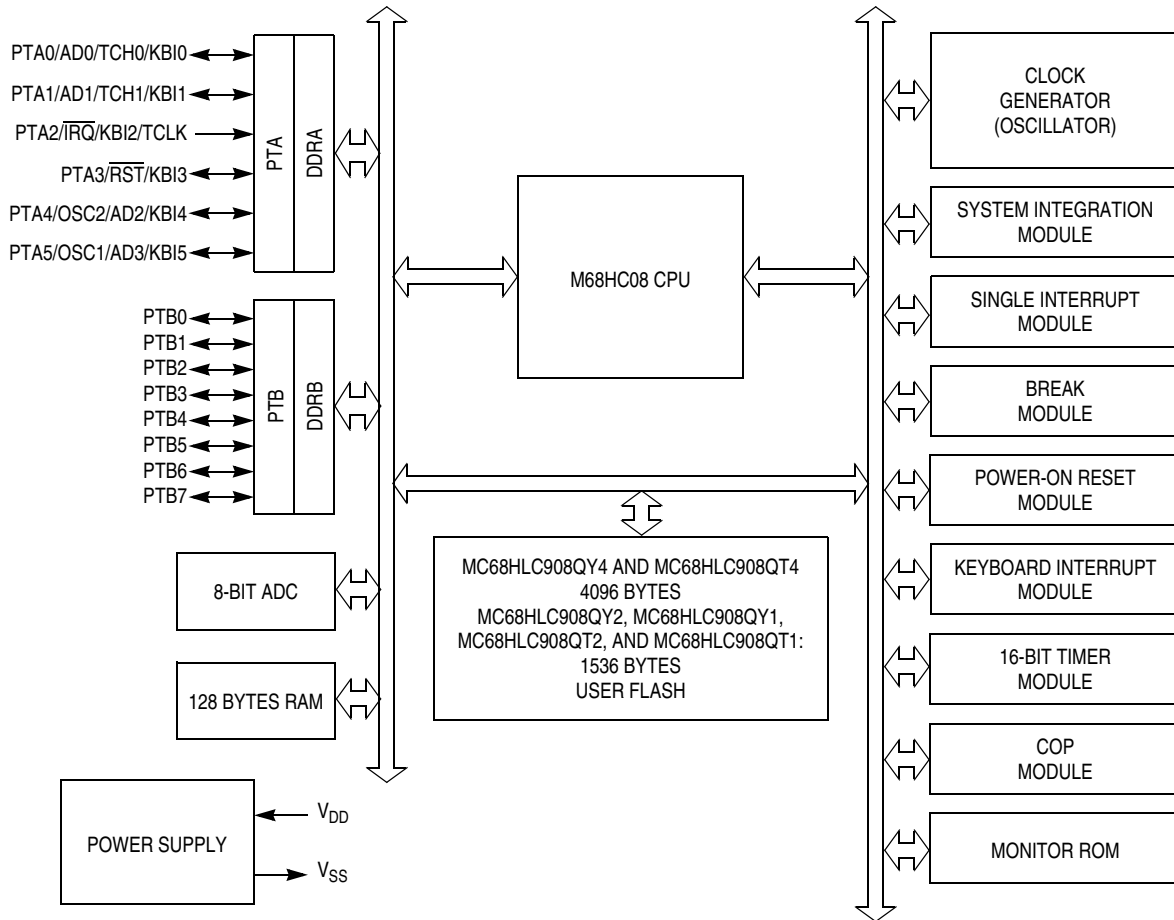 PTA0/AD0/TCH0/KBI0
PTA1/AD1/TCH1/KBI1
PTA2/I̅R̅Q̅/KBI2/TCLK
PTA3/R̅S̅T̅/KBI3
PTA4/OSC2/AD2/KBI4
PTA5/OSC1/AD3/KBI5
PTA
DDRA
PTB0
PTB1
PTB2
PTB3
PTB4
PTB5
PTB6
PTB7
PTB
DDRB
8-BIT ADC
128 BYTES RAM
POWER SUPPLY
VDD
VSS
M68HC08 CPU
MC68HLC908QY4 AND MC68HLC908QT4
4096 BYTES
MC68HLC908QY2, MC68HLC908QY1,
MC68HLC908QT2, AND MC68HLC908QT1:
1536 BYTES
USER FLASH
CLOCK
GENERATOR
(OSCILLATOR)
SYSTEM INTEGRATION
MODULE
SINGLE INTERRUPT
MODULE
BREAK
MODULE
POWER-ON RESET
MODULE
KEYBOARD INTERRUPT
MODULE
16-BIT TIMER
MODULE
COP
MODULE
MONITOR ROM